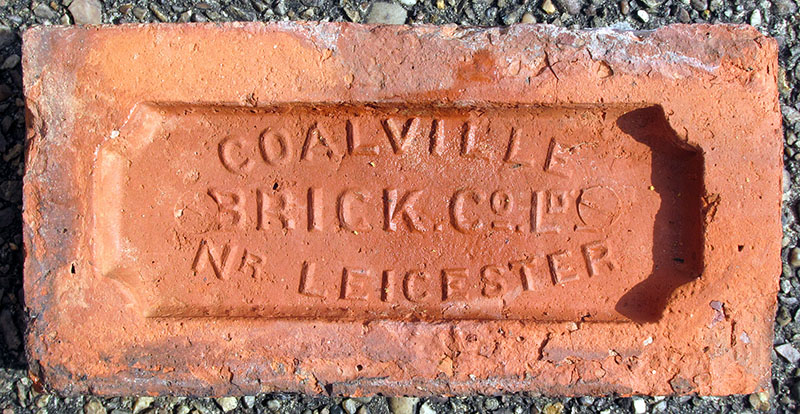 COALVILLE
BRICK. Co. LD
NR. LEICESTER